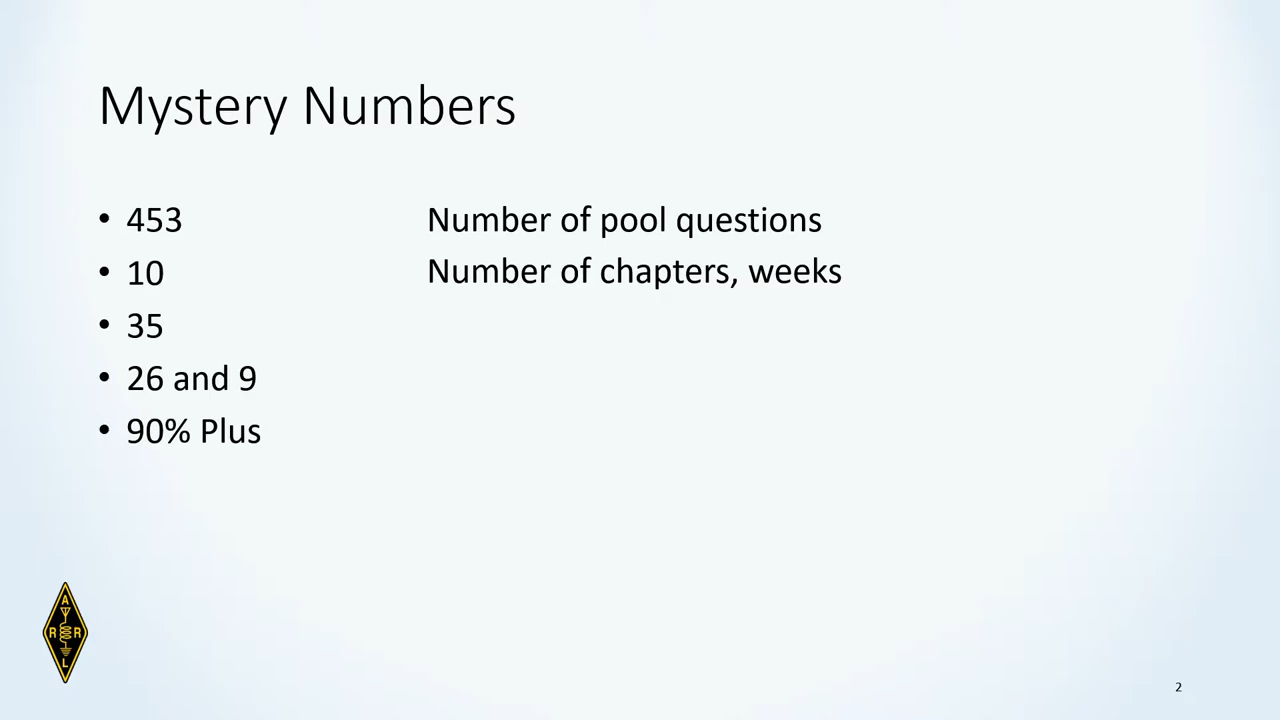 Mystery Numbers
• 453 Number of pool questions
• 10 Number of chapters, weeks
• 35
• 26 and 9
• 90% Plus
A
R R
L
2